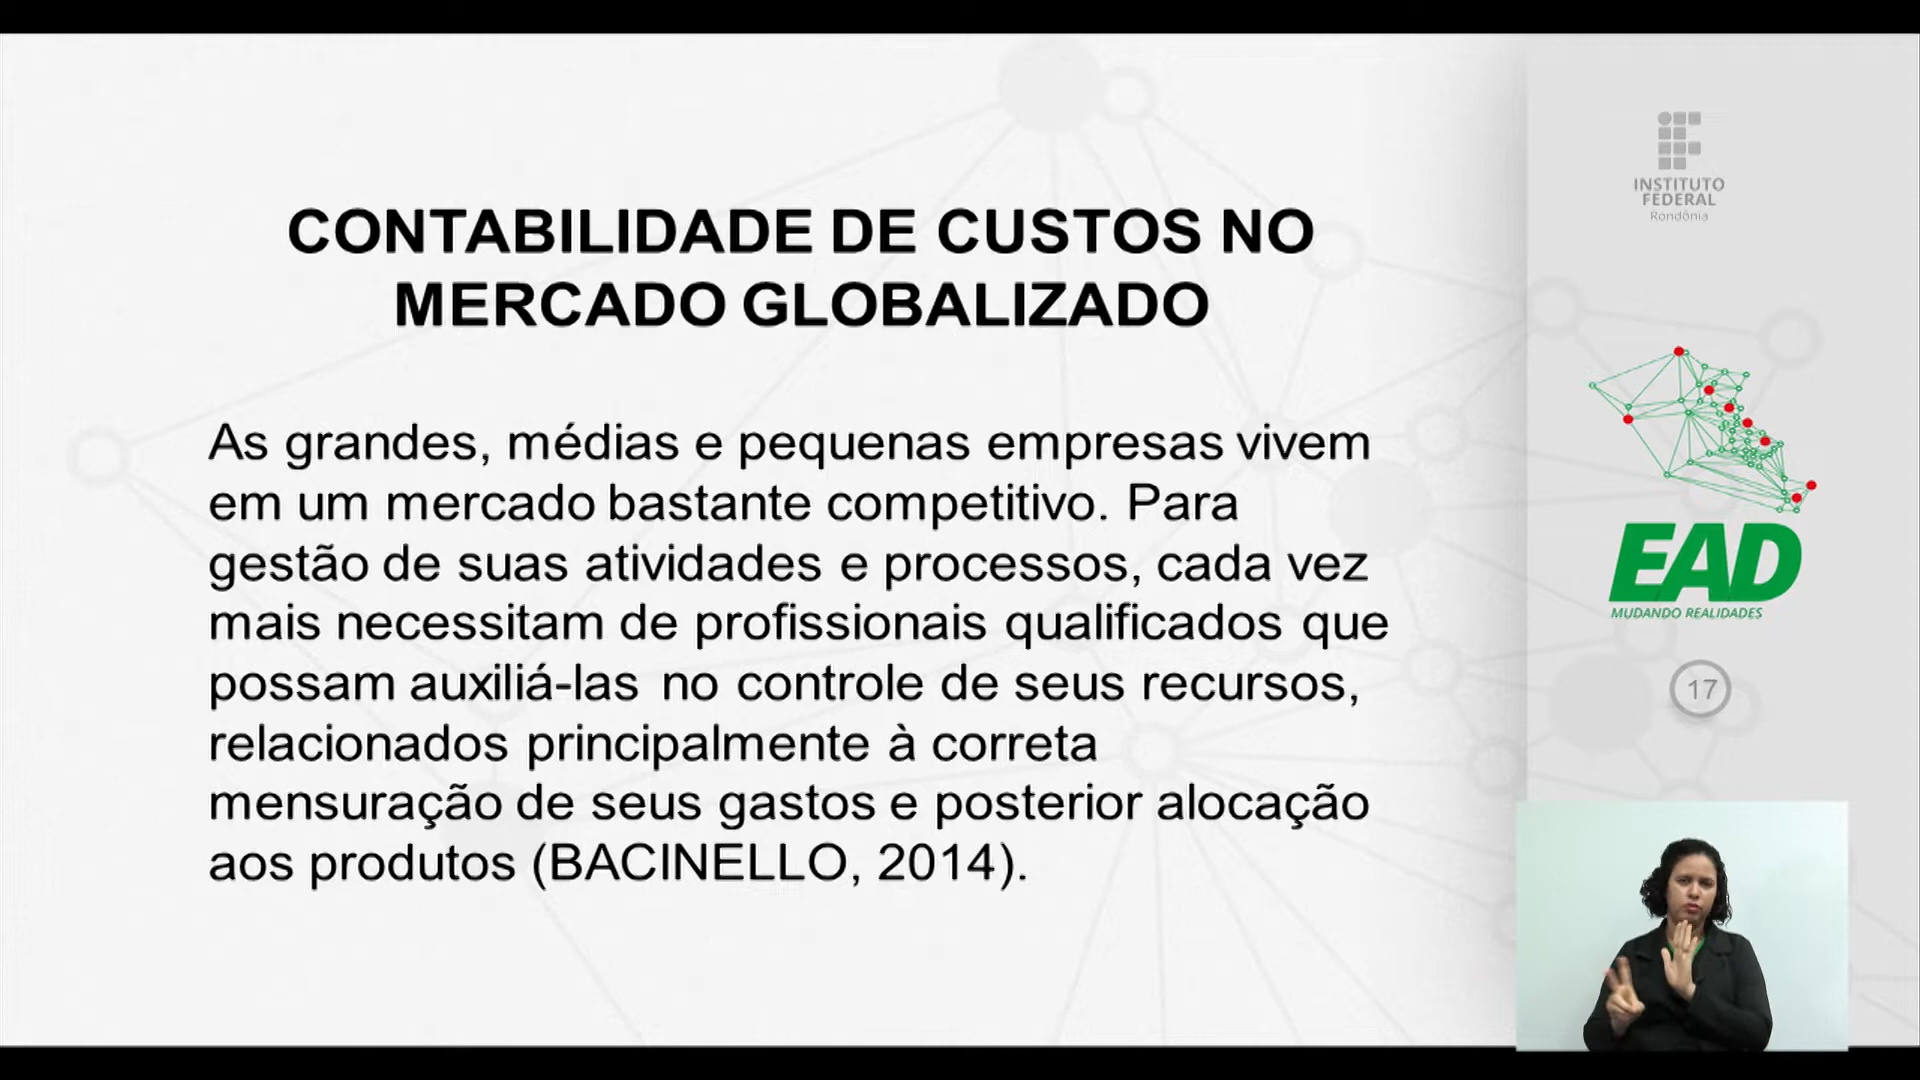 CONTABILIDADE DE CUSTOS NO
MERCADO GLOBALIZADO
As grandes, médias e pequenas empresas vivem
em um mercado bastante competitivo. Para
gestão de suas atividades e processos, cada vez
mais necessitam de profissionais qualificados que
possam auxiliá-las no controle de seus recursos,
relacionados principalmente à correta
mensuração de seus gastos e posterior alocação
aos produtos (BACINELLO, 2014).
INSTITUTO
FEDERAL
Rondônia
EAD
MUDANDO REALIDADES
17